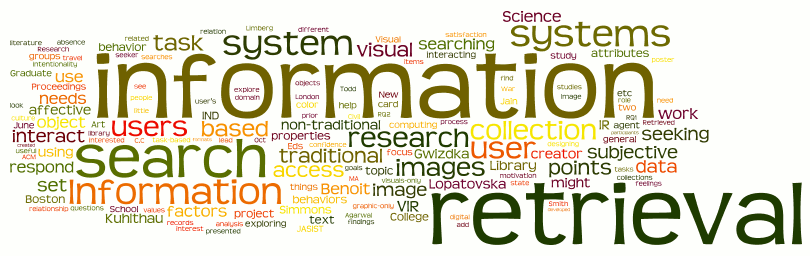 Science
related relation Limberg different
literature absence behavior task system visual Visual satisfaction systems
Research seeker searches searching interacting items study attributes poster
groups travel information
intentionality
Graduate use see explore objects Todd New find War studies etc need
Proceedings people domain London color help card Jain Image role
needs little user's prior RQ2 two work
look affective IND non-traditional computing process RQ1 Retrieved
cultural June object Art users based properties research collection IR agent seeking
interact library interested C.C lead Oct Eds confidence designing general participants
created useful using search traditional focus Gwizdka user creator subjective
ACM access goals topic images Library points tasks data
respond MA motivation collections
set Information things Benoit image Lopatovska state might feelings
Boston behaviors visuals-only retrieval
relationship questions School values factors project Simmons graphic-only VIR Smith
Kuhlthau records analysis exploring text Agarwal College digital developed
interest presented JASIST findings add